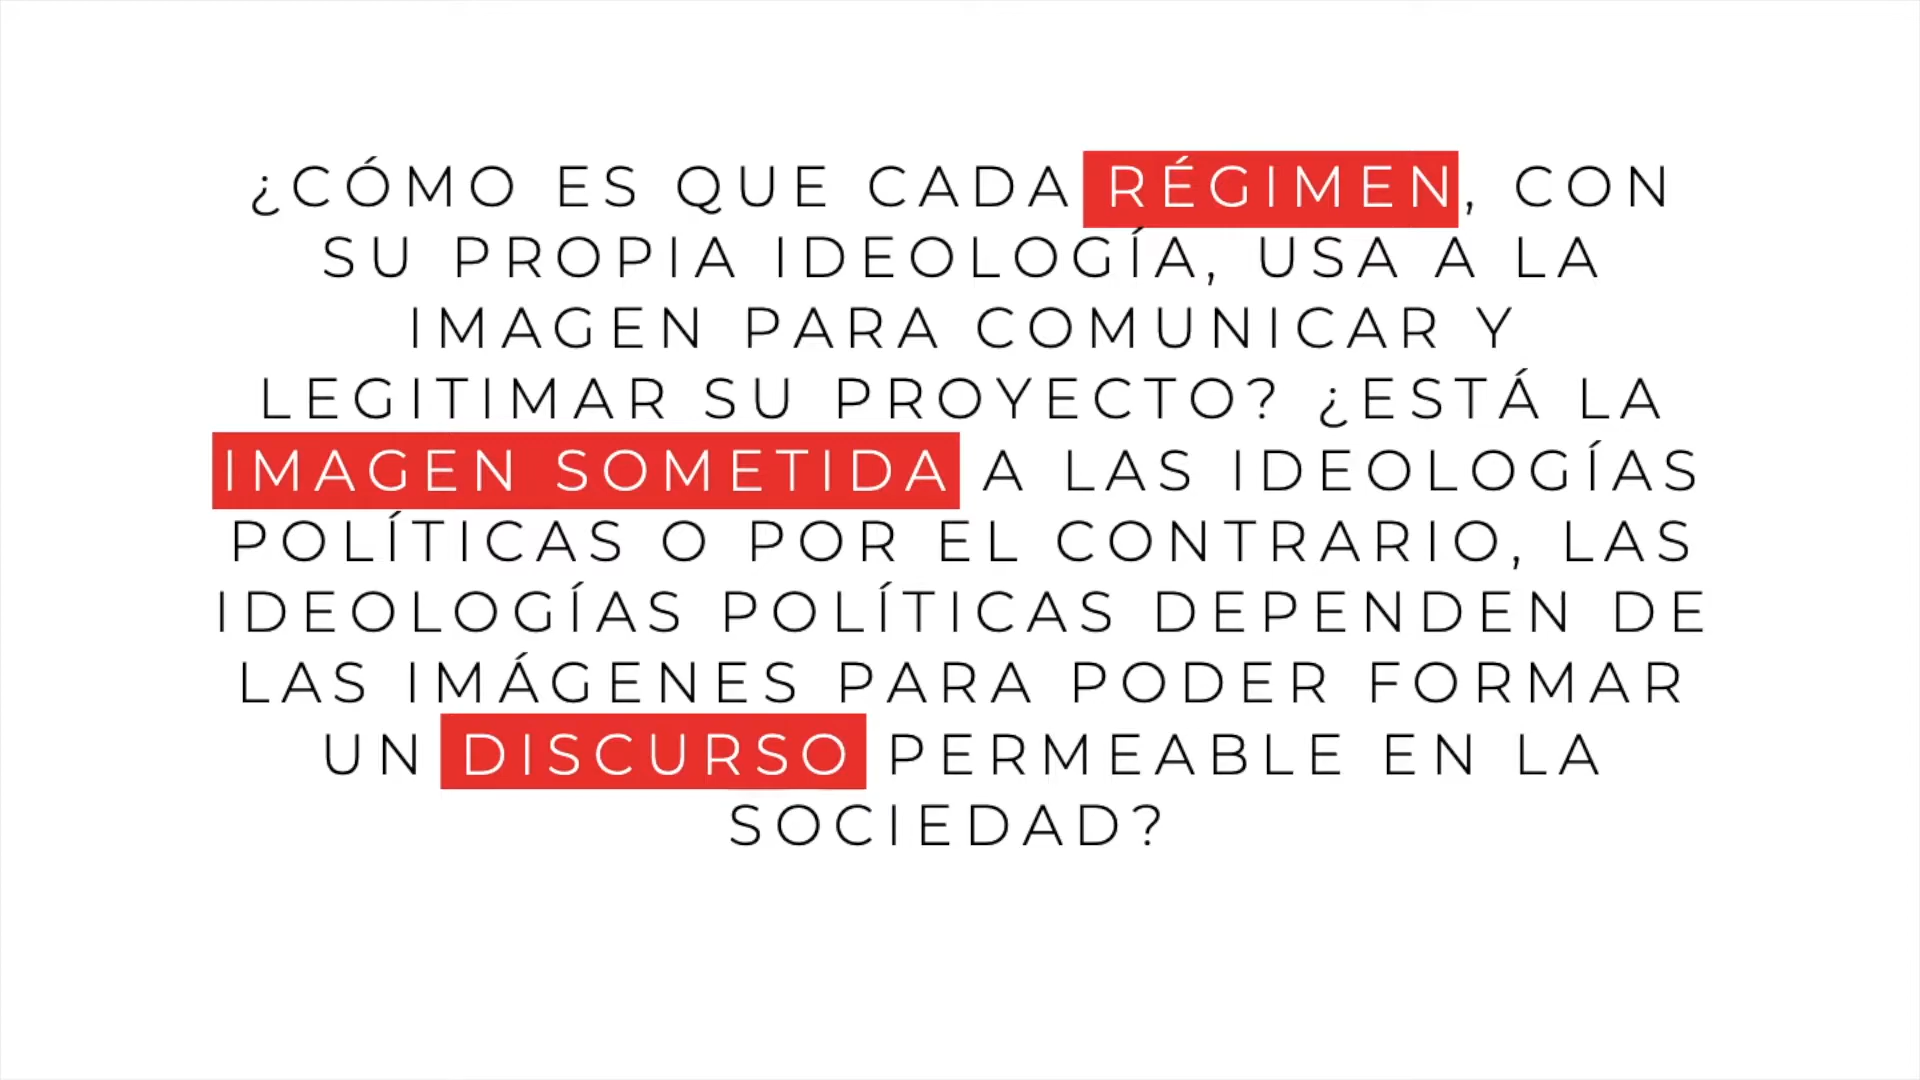 ¿CÓMO ES QUE CADA RÉGIMEN, CON
SU PROPIA IDEOLOGÍA, USA A LA
IMAGEN PARA COMUNICAR Y
LEGITIMAR SU PROYECTO? ¿ESTÁ LA
IMAGEN SOMETIDA A LAS IDEOLOGÍAS
POLÍTICAS O POR EL CONTRARIO, LAS
IDEOLOGÍAS POLÍTICAS DEPENDEN DE
LAS IMÁGENES PARA PODER FORMAR
UN DISCURSO PERMEABLE EN LA
SOCIEDAD?